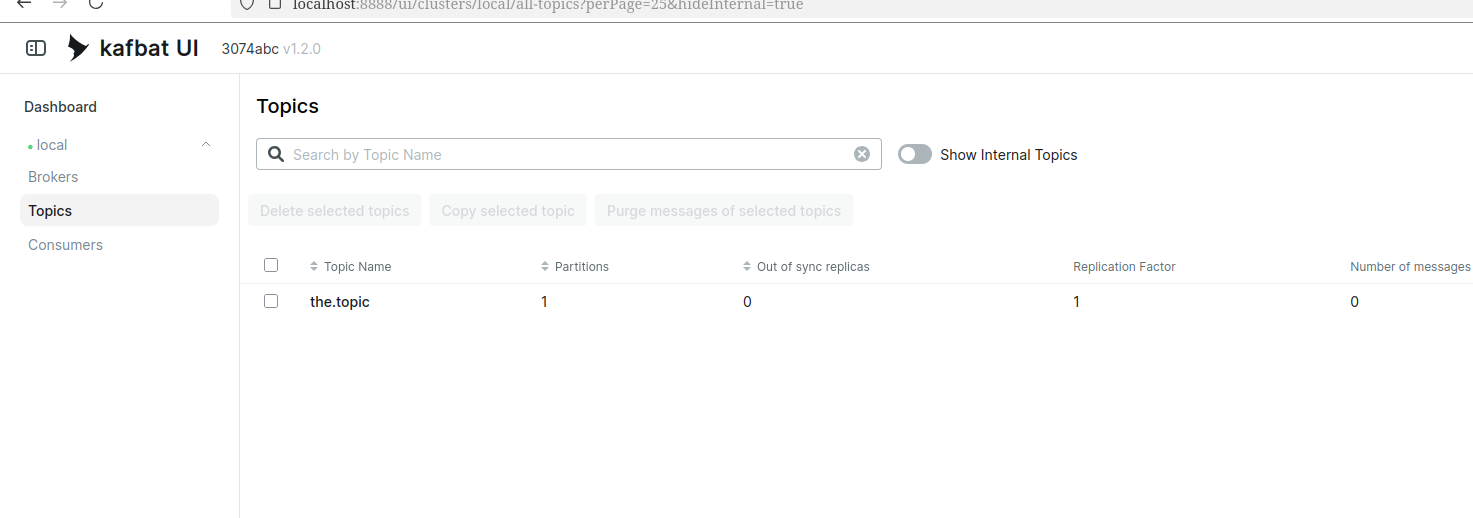 localhost:8888/ui/clusters/local/all-topics?perPage=25&hideInternal=true
kafbat UI 3074abc v1.2.0
Dashboard
local
Brokers
Topics
Consumers
Topics
Search by Topic Name
Show Internal Topics
Delete selected topics Copy selected topic Purge messages of selected topics
Topic Name Partitions Out of sync replicas Replication Factor Number of messages
the.topic 1 0 1 0